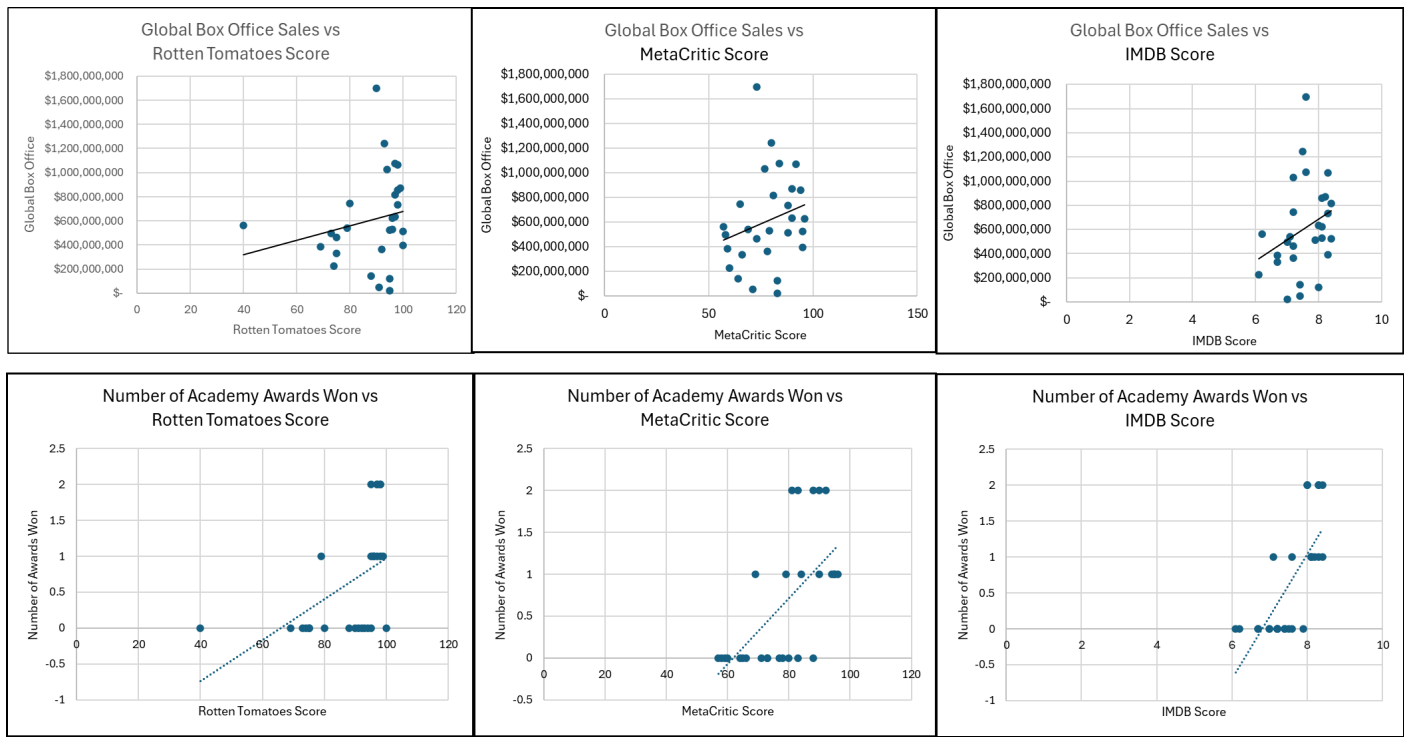 Global Box Office Sales vs
Rotten Tomatoes Score
Global Box Office
$1,800,000,000
$1,600,000,000
$1,400,000,000
$1,200,000,000
$1,000,000,000
$800,000,000
$600,000,000
$400,000,000
$200,000,000
$-
0 20 40 60 80 100 120
Rotten Tomatoes Score
Global Box Office Sales vs
MetaCritic Score
Global Box Office
$1,800,000,000
$1,600,000,000
$1,400,000,000
$1,200,000,000
$1,000,000,000
$800,000,000
$600,000,000
$400,000,000
$200,000,000
$-
0 50 100 150
MetaCritic Score
Global Box Office Sales vs
IMDB Score
Global Box Office
$1,800,000,000
$1,600,000,000
$1,400,000,000
$1,200,000,000
$1,000,000,000
$800,000,000
$600,000,000
$400,000,000
$200,000,000
$-
0 2 4 6 8 10
IMDB Score
Number of Academy Awards Won vs
Rotten Tomatoes Score
Number of Awards Won
2.5
2
1.5
1
0.5
0
-0.5
-1
0 20 40 60 80 100 120
Rotten Tomatoes Score
Number of Academy Awards Won vs
MetaCritic Score
Number of Awards Won
2.5
2
1.5
1
0.5
0
-0.5
0 20 40 60 80 100 120
MetaCritic Score
Number of Academy Awards Won vs
IMDB Score
Number of Awards Won
2.5
2
1.5
1
0.5
0
-0.5
-1
0 2 4 6 8 10
IMDB Score